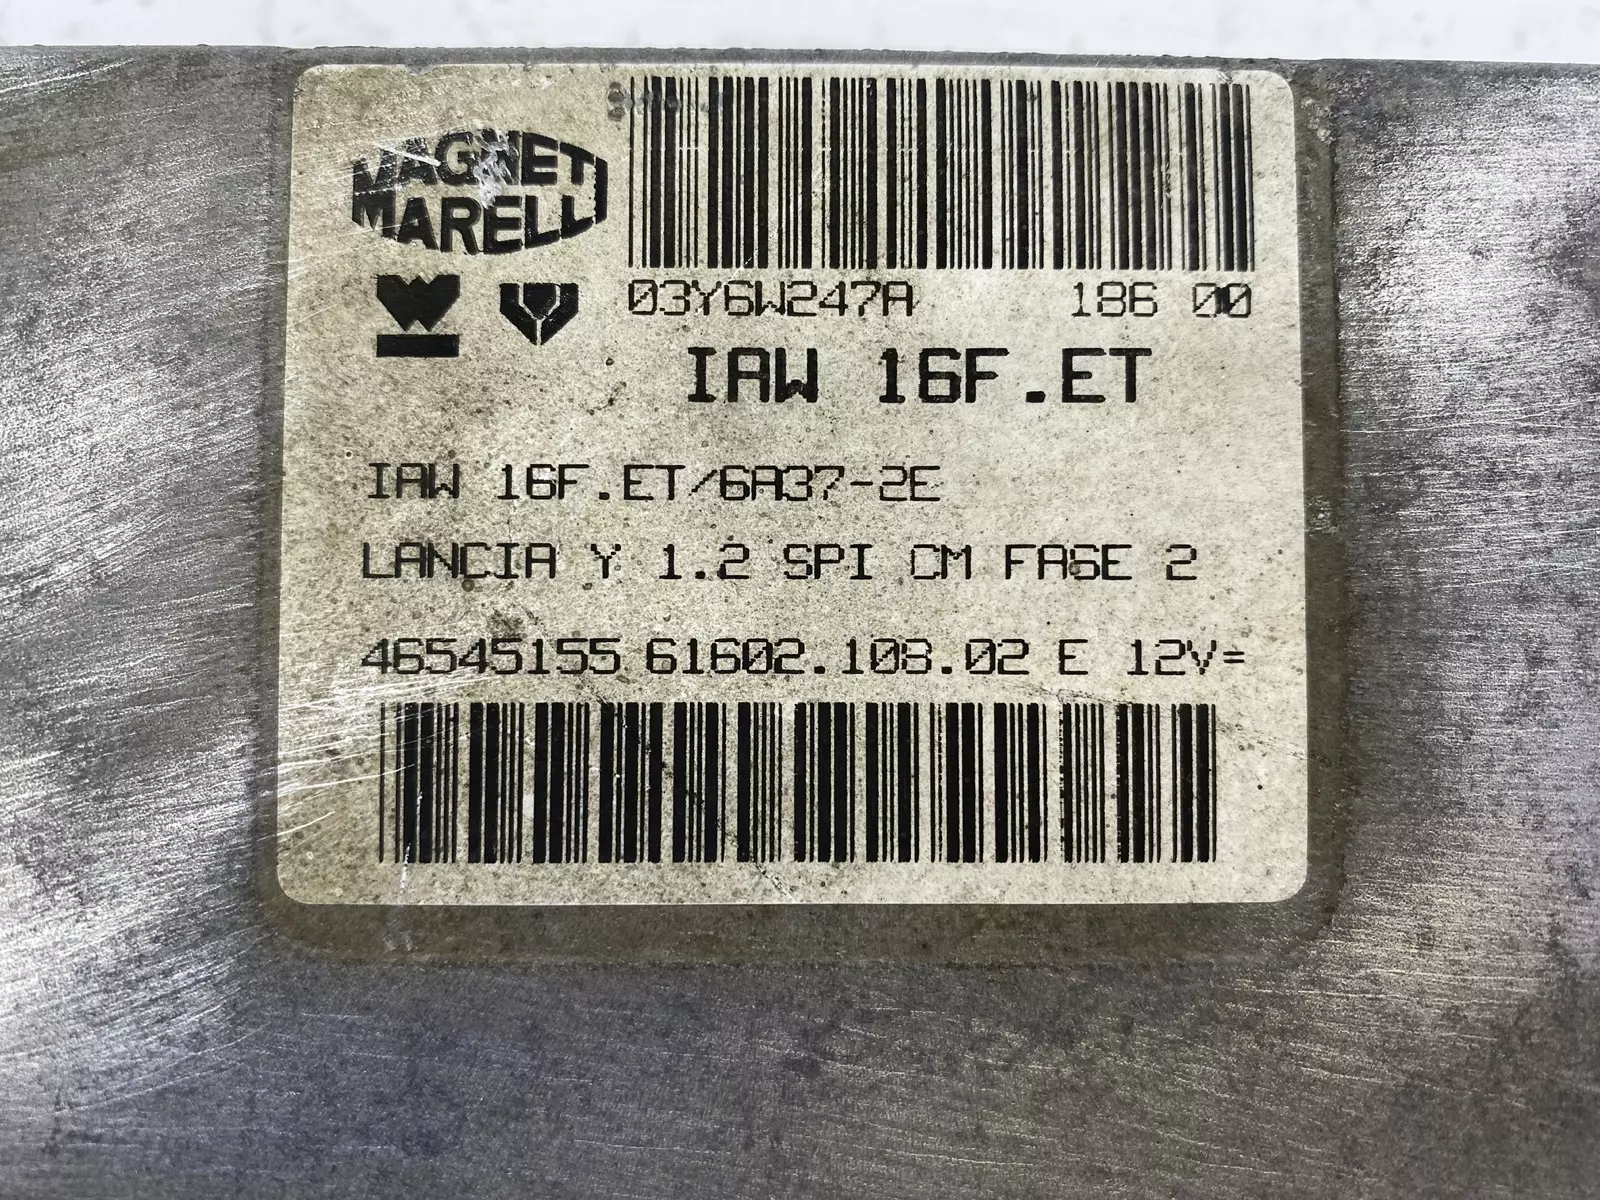 MAGNETI
MARELLI
03Y6W247A 186 00
IAW 16F.ET
IAW 16F.ET/6A37-2E
LANCIA Y 1.2 SPI CM FASE 2
46545155 61602.108.02 E 12V=